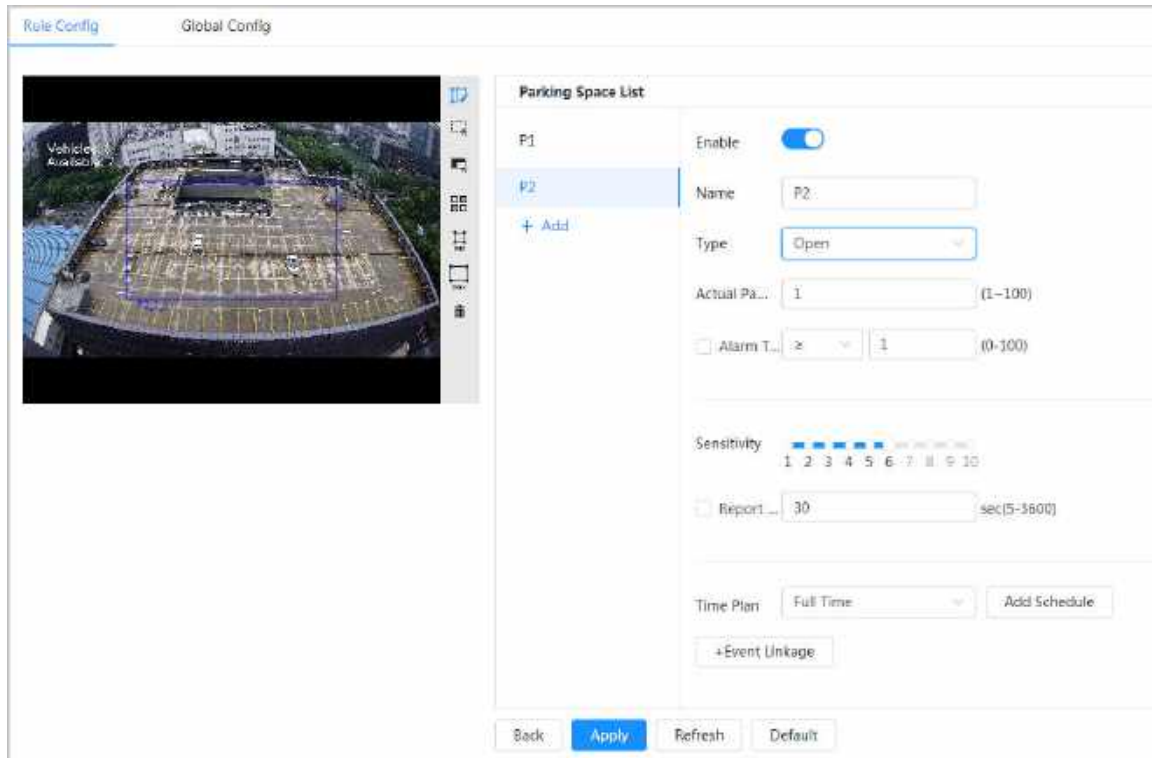 Rule Config Global Config
Vehicles:
Available:
Parking Space List
P1
P2
+ Add
Enable
Name P2
Type Open
Actual Pa... 1 (1~100)
Alarm T... ≥ 1 (0-100)
Sensitivity
1 2 3 4 5 6 7 8 9 10
Report ... 30 sec(5-3600)
Time Plan Full Time Add Schedule
+Event Linkage
Back Apply Refresh Default